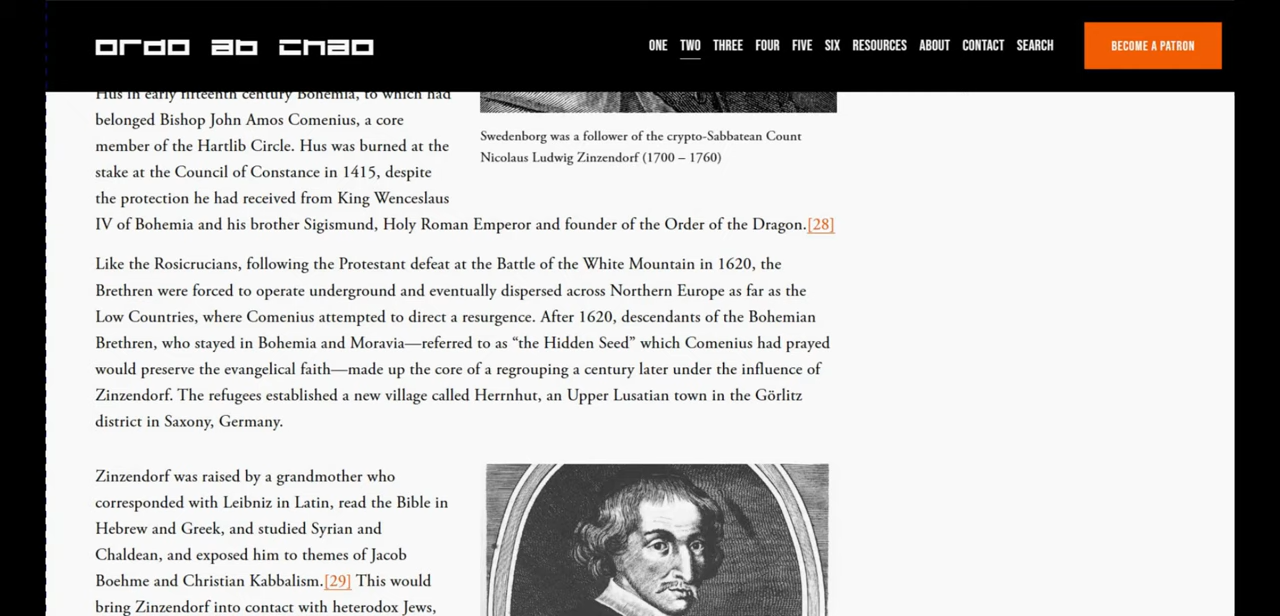 ordo ab chao
ONE TWO THREE FOUR FIVE SIX RESOURCES ABOUT CONTACT SEARCH
BECOME A PATRON
Hus in early fifteenth century Bohemia, to which had
belonged Bishop John Amos Comenius, a core
member of the Hartlib Circle. Hus was burned at the
stake at the Council of Constance in 1415, despite
the protection he had received from King Wenceslaus
IV of Bohemia and his brother Sigismund, Holy Roman Emperor and founder of the Order of the Dragon.[28]
Swedenborg was a follower of the crypto-Sabbatean Count
Nicolaus Ludwig Zinzendorf (1700 – 1760)
Like the Rosicrucians, following the Protestant defeat at the Battle of the White Mountain in 1620, the
Brethren were forced to operate underground and eventually dispersed across Northern Europe as far as the
Low Countries, where Comenius attempted to direct a resurgence. After 1620, descendants of the Bohemian
Brethren, who stayed in Bohemia and Moravia—referred to as “the Hidden Seed” which Comenius had prayed
would preserve the evangelical faith—made up the core of a regrouping a century later under the influence of
Zinzendorf. The refugees established a new village called Herrnhut, an Upper Lusatian town in the Görlitz
district in Saxony, Germany.
Zinzendorf was raised by a grandmother who
corresponded with Leibniz in Latin, read the Bible in
Hebrew and Greek, and studied Syrian and
Chaldean, and exposed him to themes of Jacob
Boehme and Christian Kabbalism.[29] This would
bring Zinzendorf into contact with heterodox Jews,